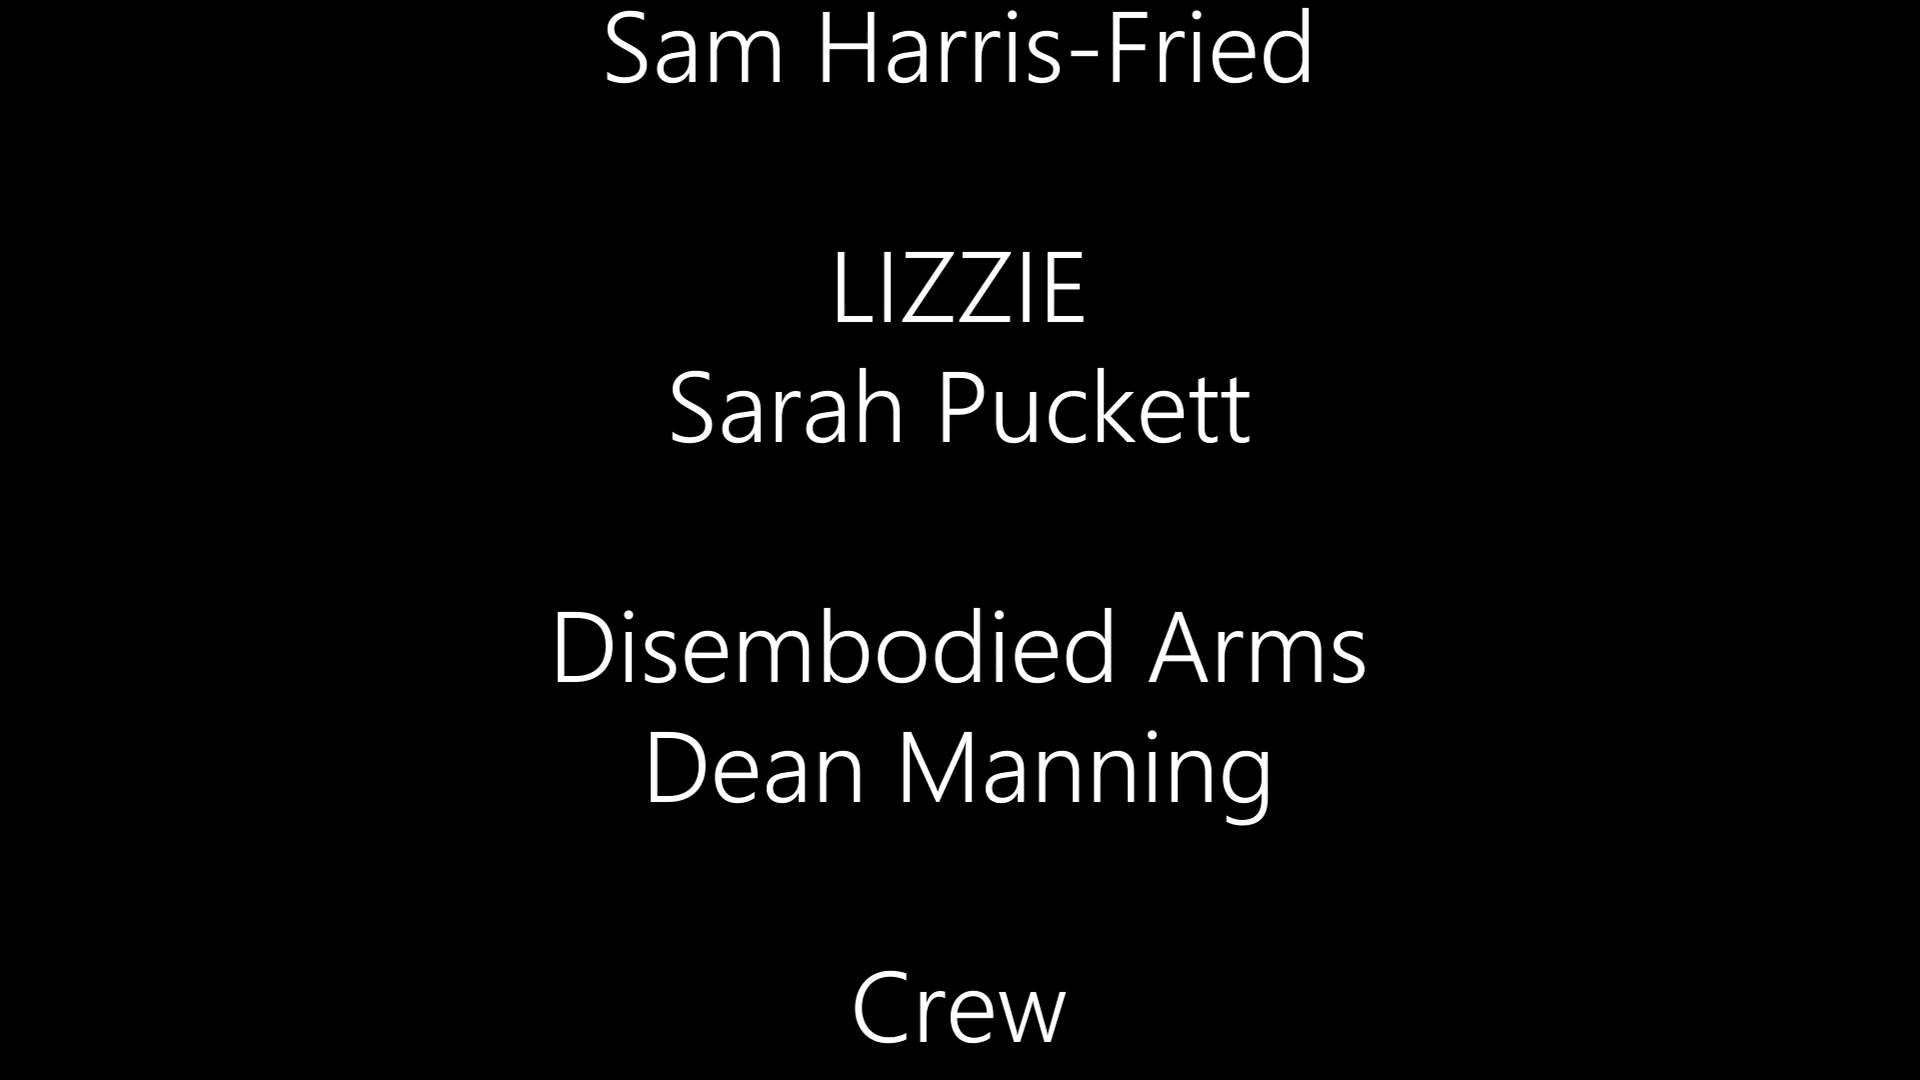 Sam Harris-Fried
LIZZIE
Sarah Puckett
Disembodied Arms
Dean Manning
Crew